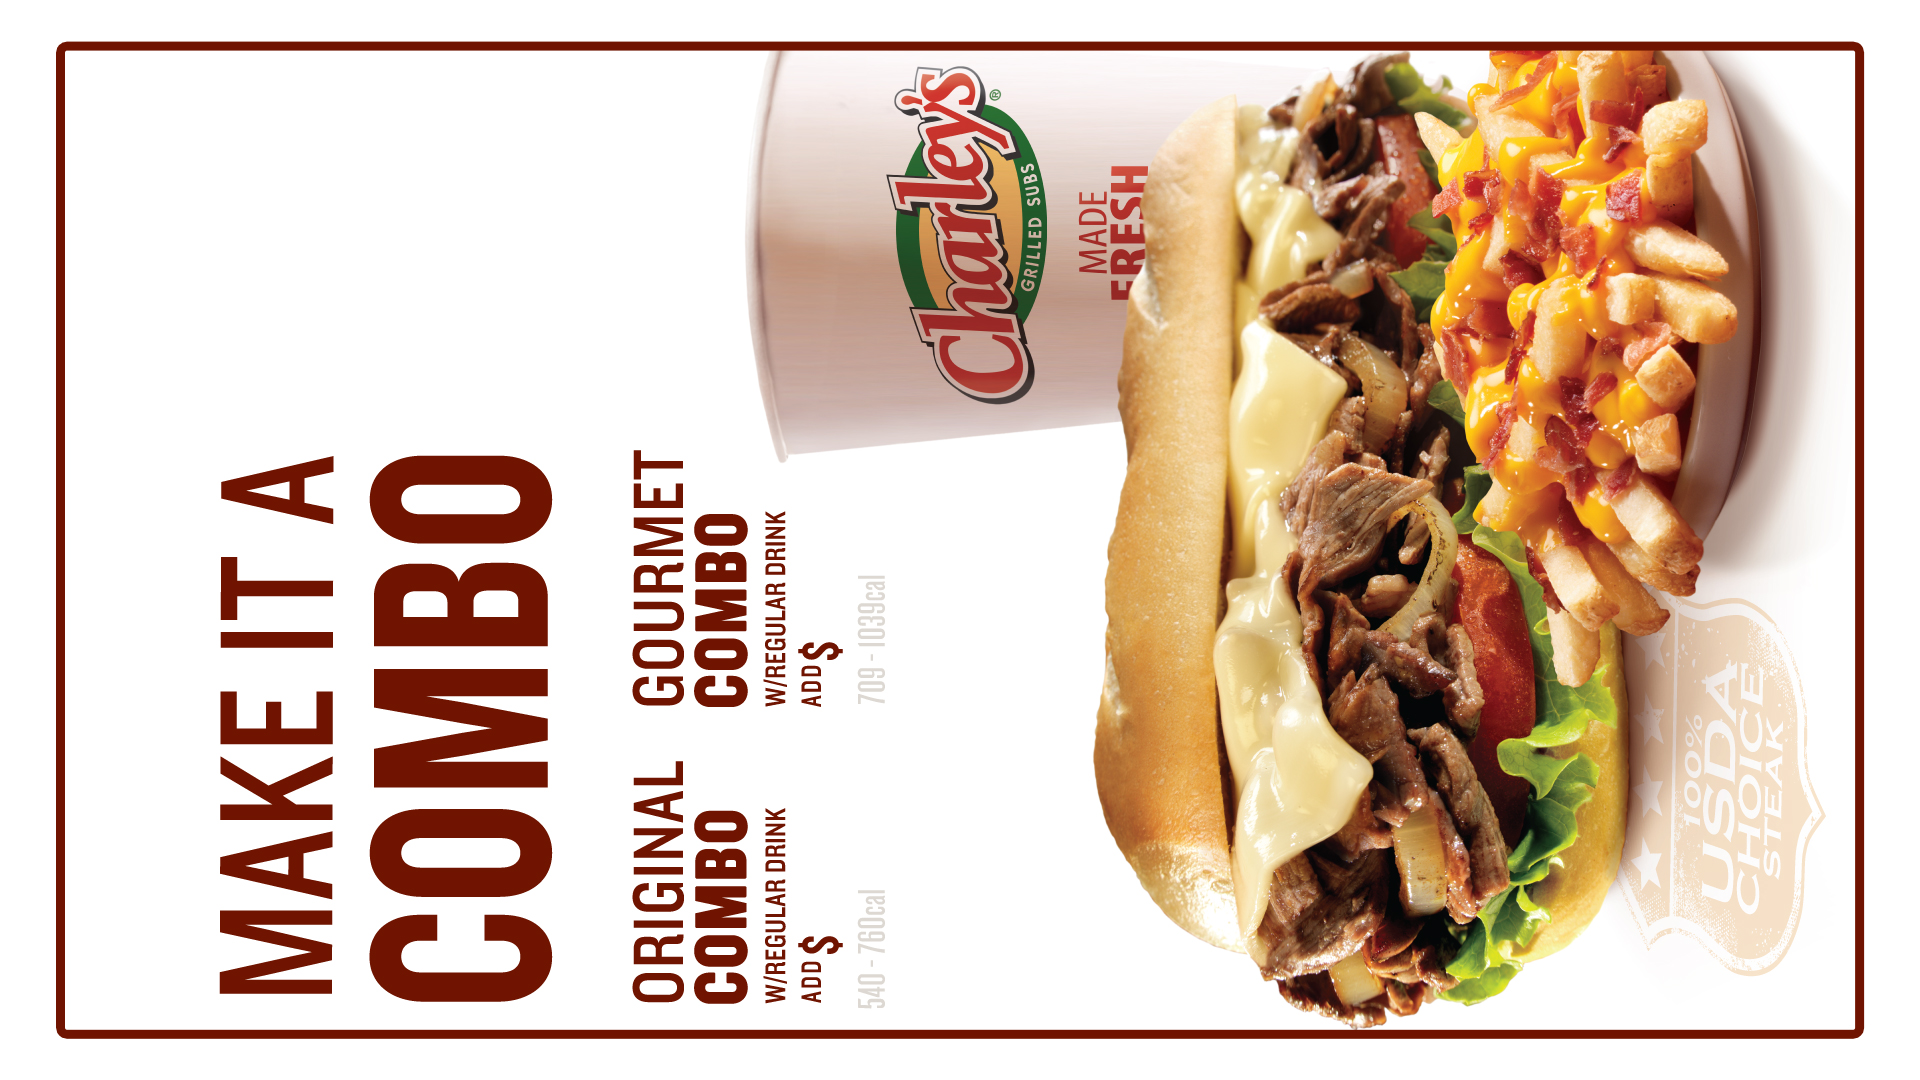 MAKE IT A
COMBO
ORIGINAL
COMBO
W/REGULAR DRINK
ADD $
540 - 760cal
GOURMET
COMBO
W/REGULAR DRINK
ADD $
709 - 1039cal
Charley's®
GRILLED SUBS
MADE
FRESH
100%
USDA
CHOICE
STEAK